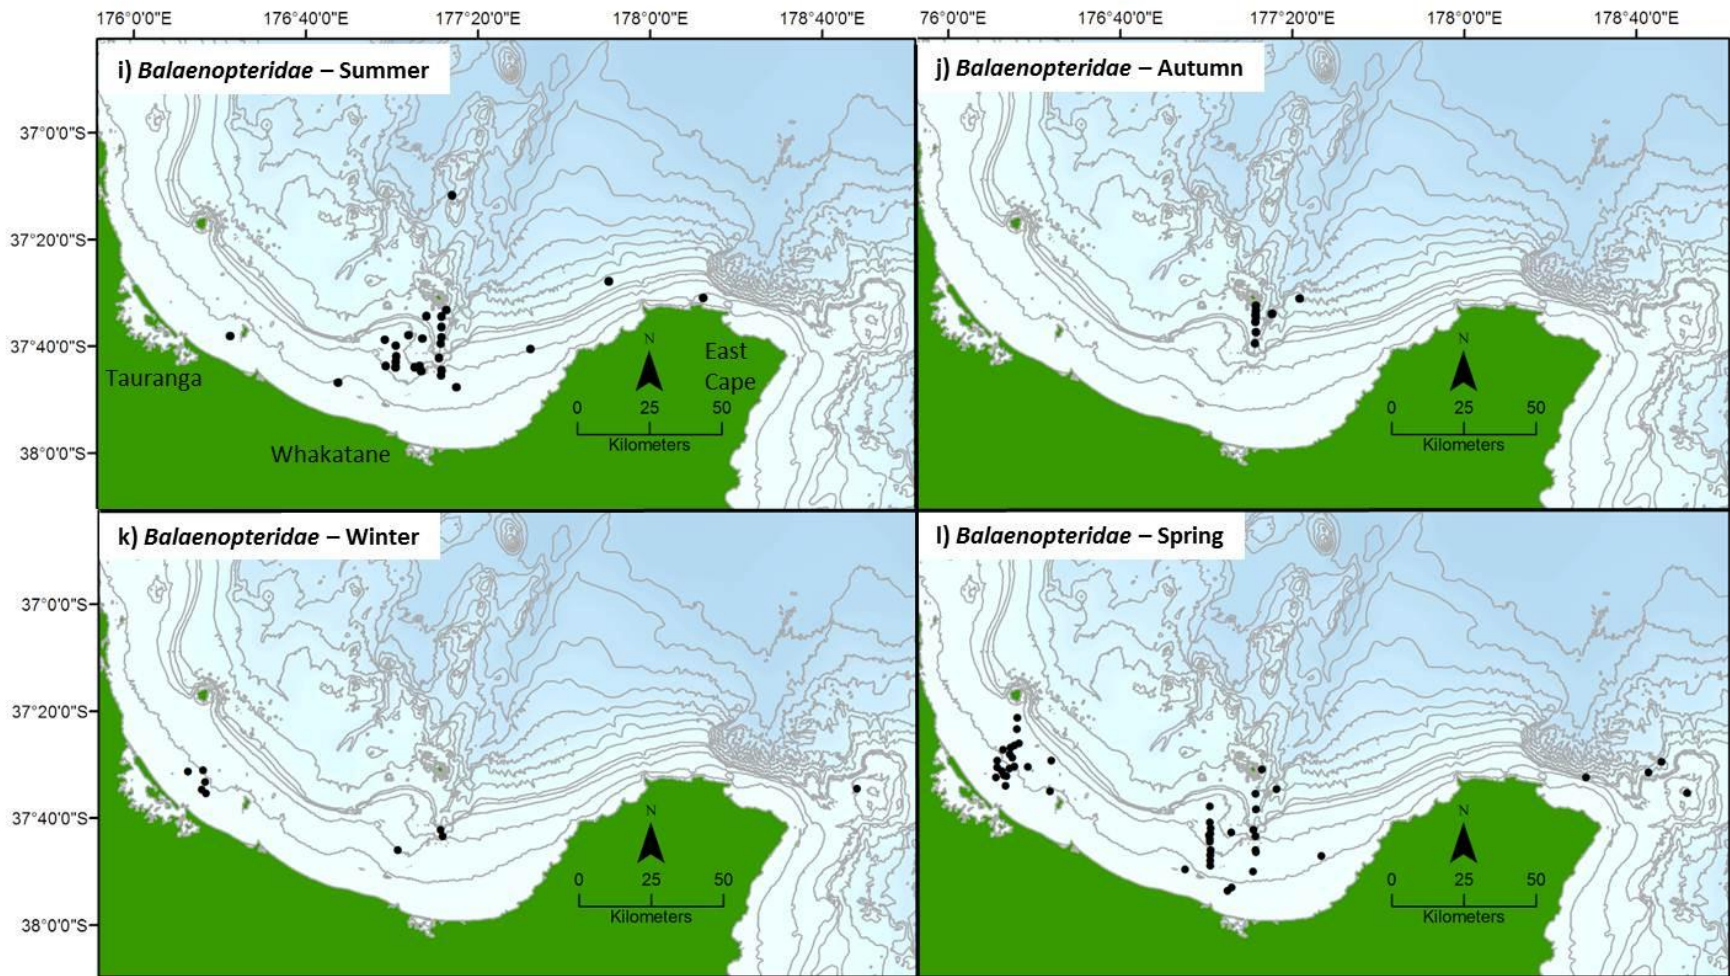 176°0'0"E 176°40'0"E 177°20'0"E 178°0'0"E 178°40'0"E 76°0'0"E 176°40'0"E 177°20'0"E 178°0'0"E 178°40'0"E
i) Balaenopteridae – Summer
j) Balaenopteridae – Autumn
37°0'0"S
37°20'0"S
37°40'0"S
38°0'0"S
Tauranga
Whakatane
East
Cape
N
0 25 50
Kilometers
N
0 25 50
Kilometers
k) Balaenopteridae – Winter
l) Balaenopteridae – Spring
37°0'0"S
37°20'0"S
37°40'0"S
38°0'0"S
N
0 25 50
Kilometers
N
0 25 50
Kilometers